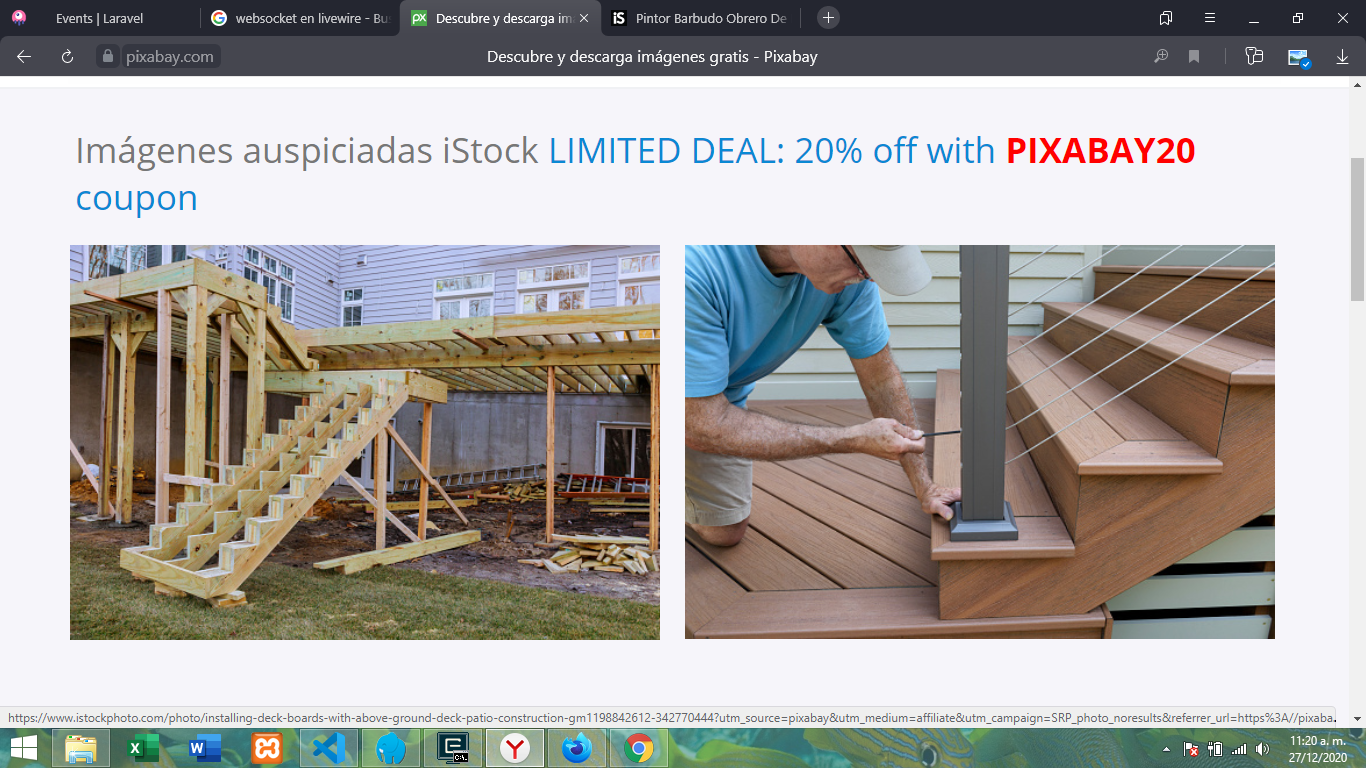 Events | Laravel
websocket en livewire - Bu
Descubre y descarga im
Pintor Barbudo Obrero De
pixabay.com
Descubre y descarga imágenes gratis - Pixabay
Imágenes auspiciadas iStock LIMITED DEAL: 20% off with PIXABAY20
coupon
https://www.istockphoto.com/photo/installing-deck-boards-with-above-ground-deck-patio-construction-gm1198842612-342770444?utm_source=pixabay&utm_medium=affiliate&utm_campaign=SRP_photo_noresults&referrer_url=https%3A//pixaba.
11:20 a. m.
27/12/2020